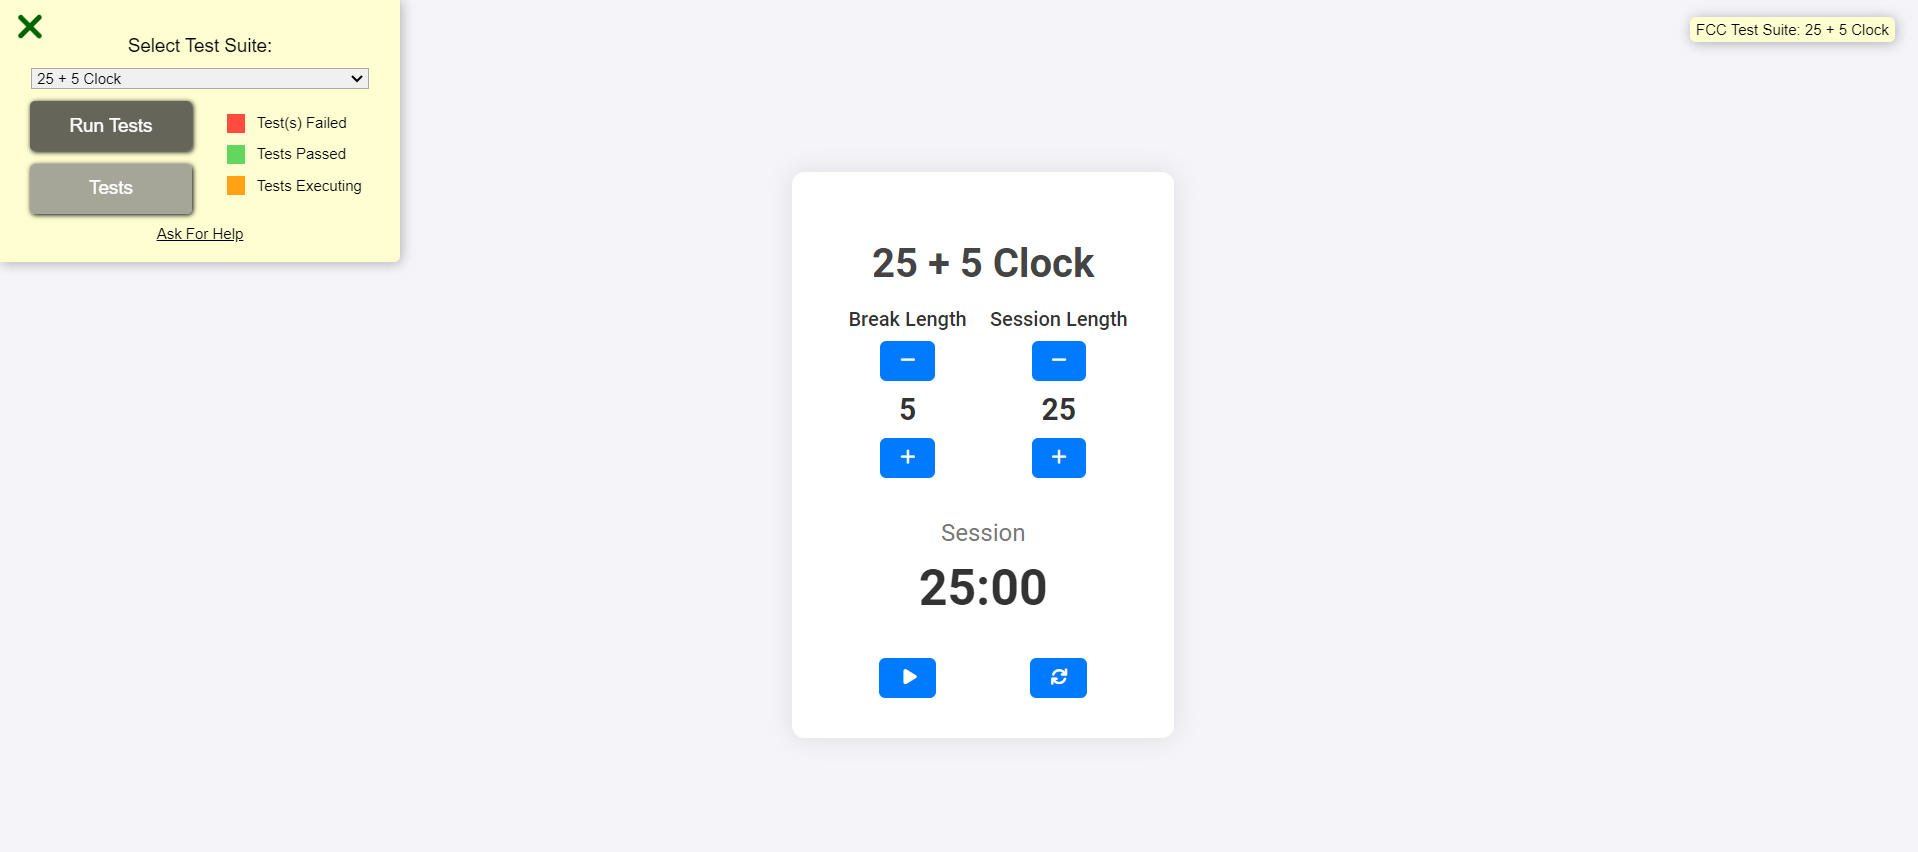 Select Test Suite:
25 + 5 Clock
Run Tests
Tests
Test(s) Failed
Tests Passed
Tests Executing
Ask For Help
FCC Test Suite: 25 + 5 Clock
25 + 5 Clock
Break Length Session Length
5 25
Session
25:00